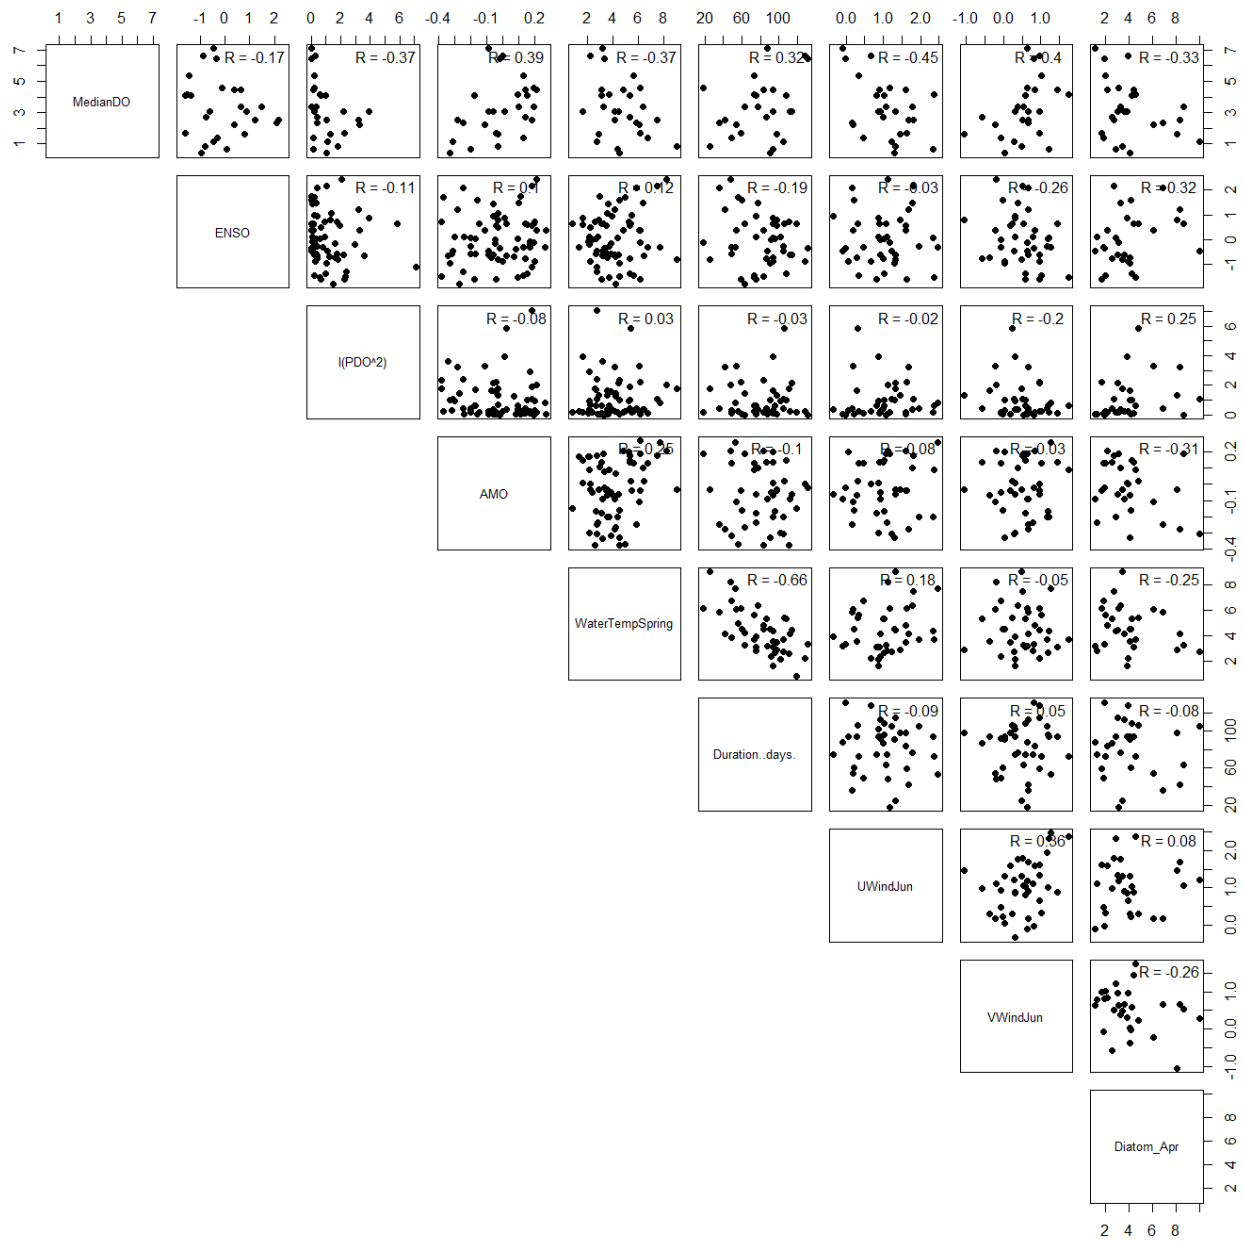 1 3 5 7 -1 0 1 2 0 2 4 6 -0.4 -0.1 0.2 2 4 6 8 20 60 100 0.0 1.0 2.0 -1.0 0.0 1.0 2 4 6 8
MedianDO R = -0.17 R = -0.37 R = 0.39 R = -0.37 R = 0.32 R = -0.45 R = 0.4 R = -0.33
1 3 5 7 1 3 5 7
ENSO R = -0.11 R = 0.1 R = 0.12 R = -0.19 R = -0.03 R = -0.26 R = 0.32
-1 0 1 2
I(PDO^2) R = -0.08 R = 0.03 R = -0.03 R = -0.02 R = -0.2 R = 0.25
0 2 4 6
AMO R = 0.25 R = -0.1 R = 0.08 R = 0.03 R = -0.31
-0.4 -0.1 0.2
WaterTempSpring R = -0.66 R = 0.18 R = -0.05 R = -0.25
2 4 6 8
Duration..days. R = -0.09 R = 0.05 R = -0.08
20 60 100
UWindJun R = 0.36 R = 0.08
0.0 1.0 2.0
VWindJun R = -0.26
-1.0 0.0 1.0
Diatom_Apr
2 4 6 8
2 4 6 8